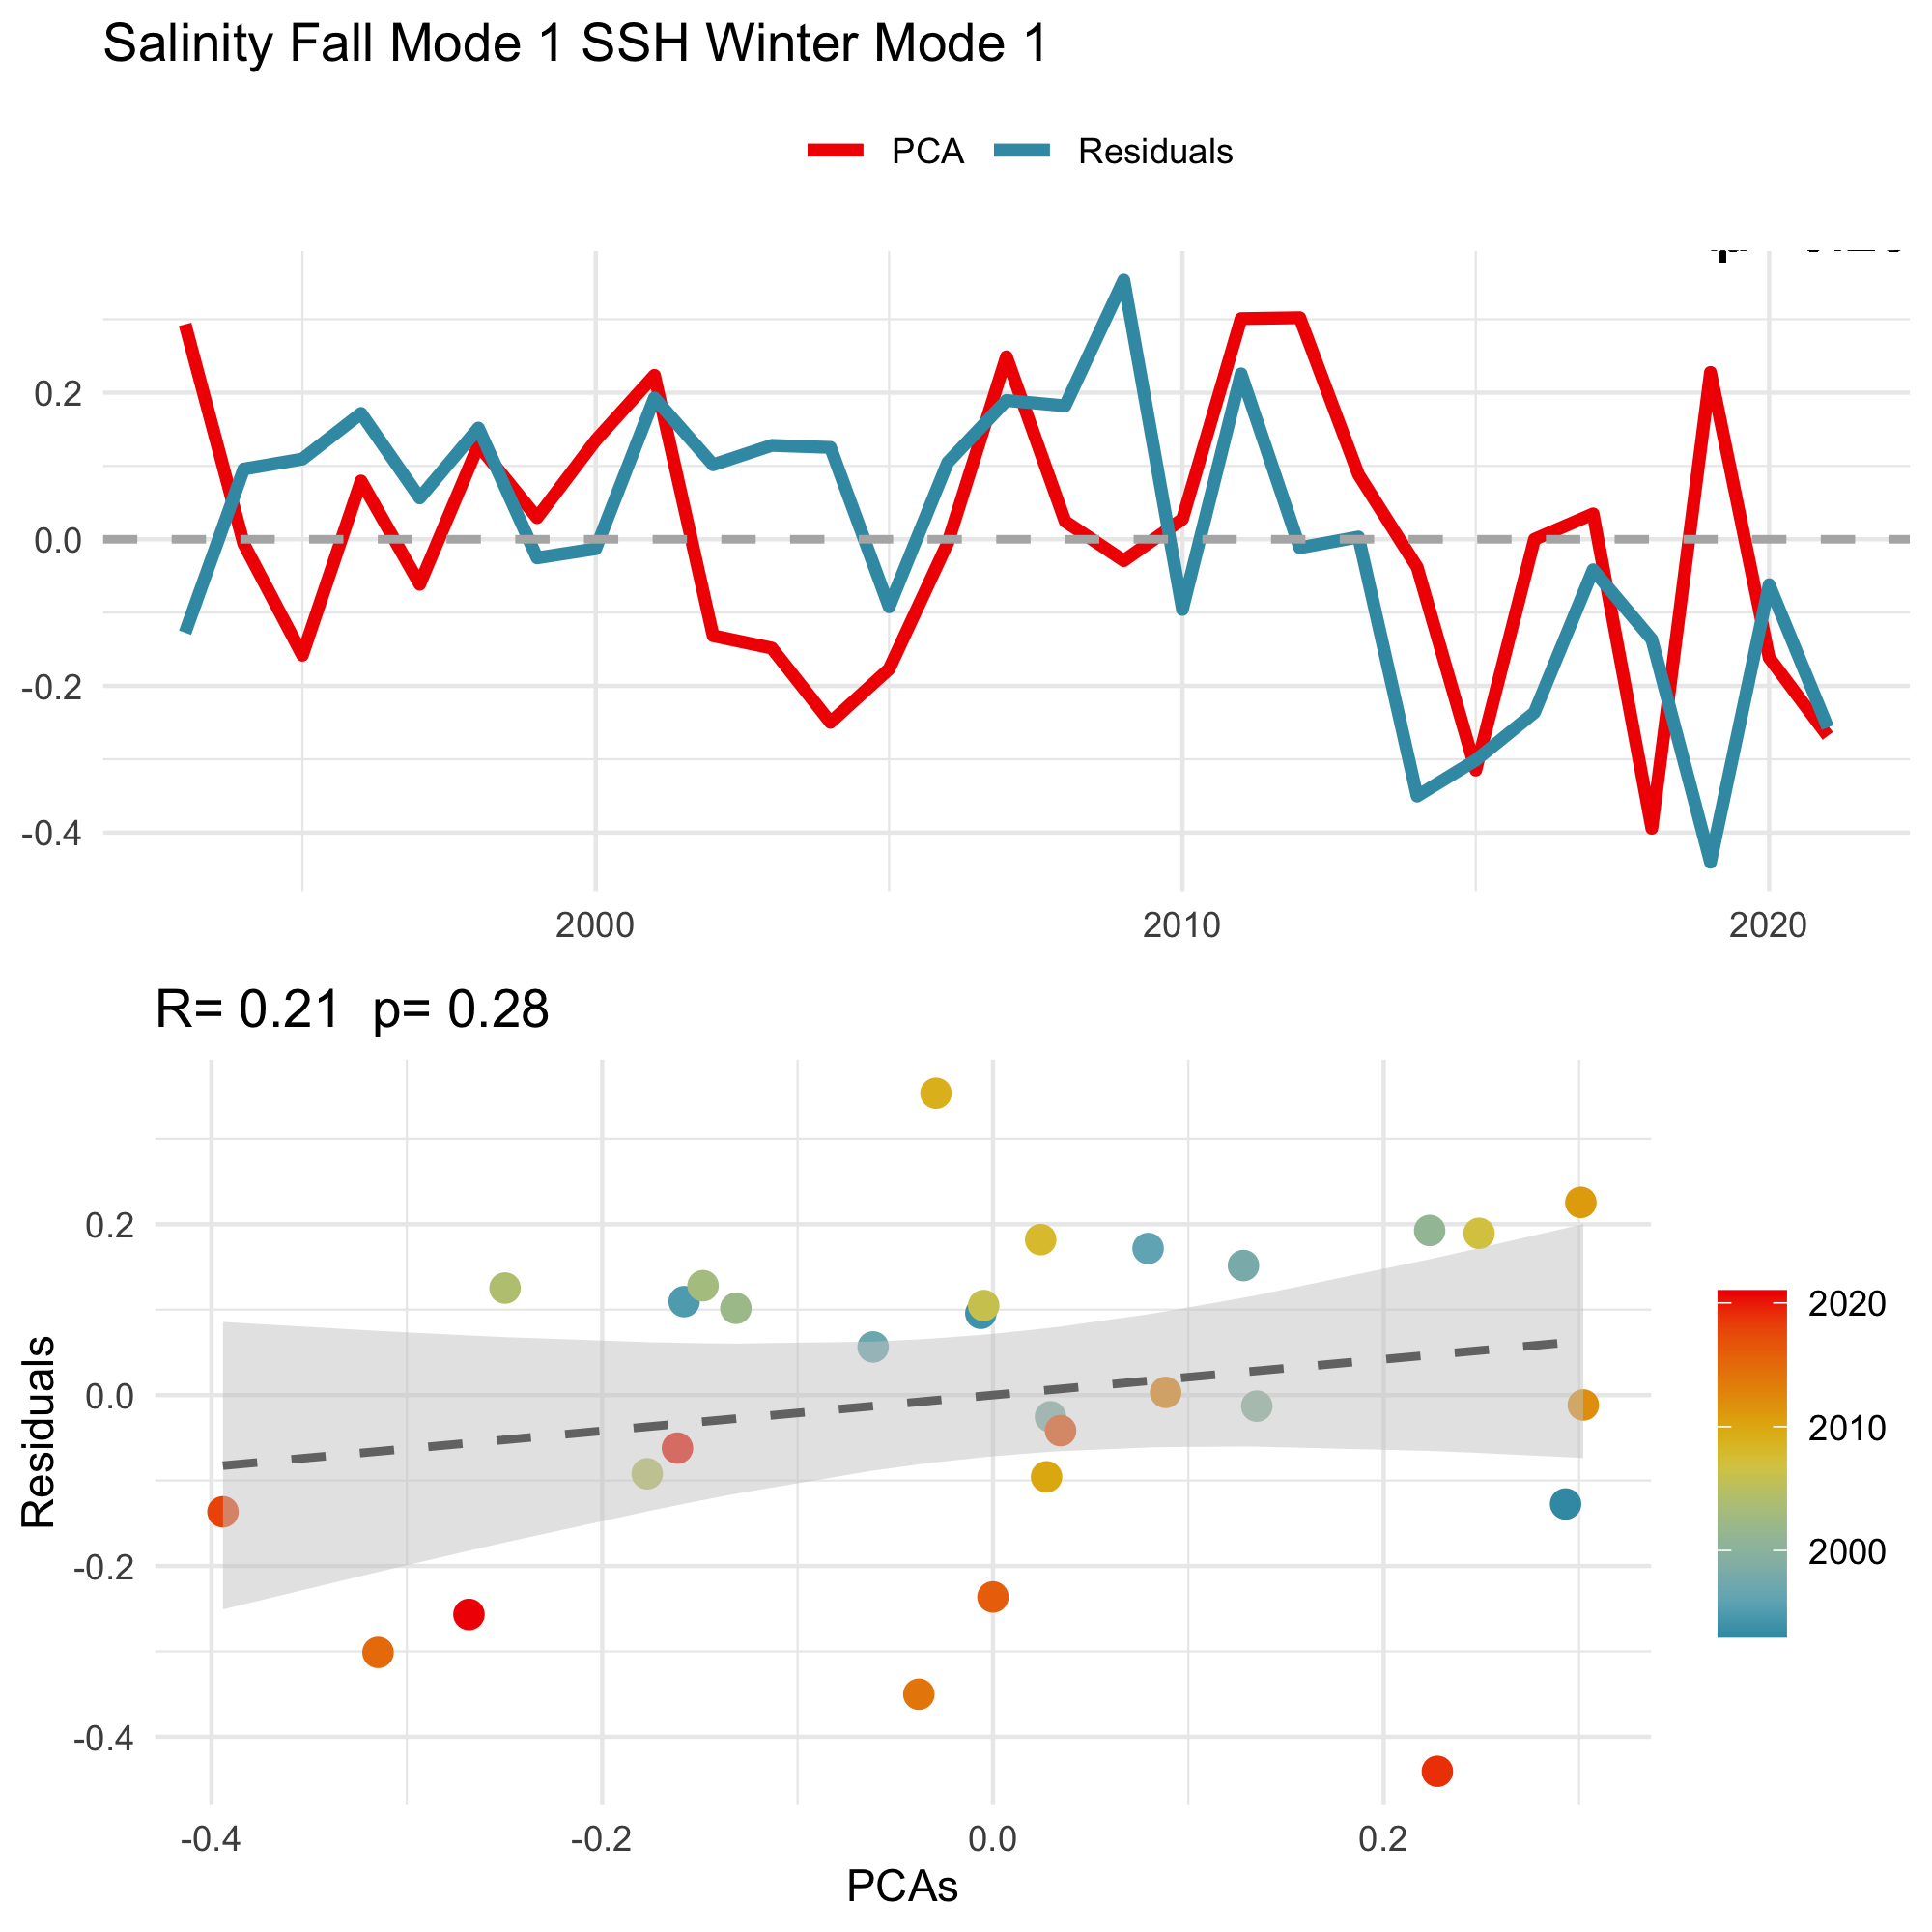 Salinity Fall Mode 1 SSH Winter Mode 1
PCA Residuals
0.2
0.0
-0.2
-0.4
2000 2010 2020
R= 0.21 p= 0.28
Residuals
0.2
0.0
-0.2
-0.4
-0.4 -0.2 0.0 0.2
PCAs
2020
2010
2000